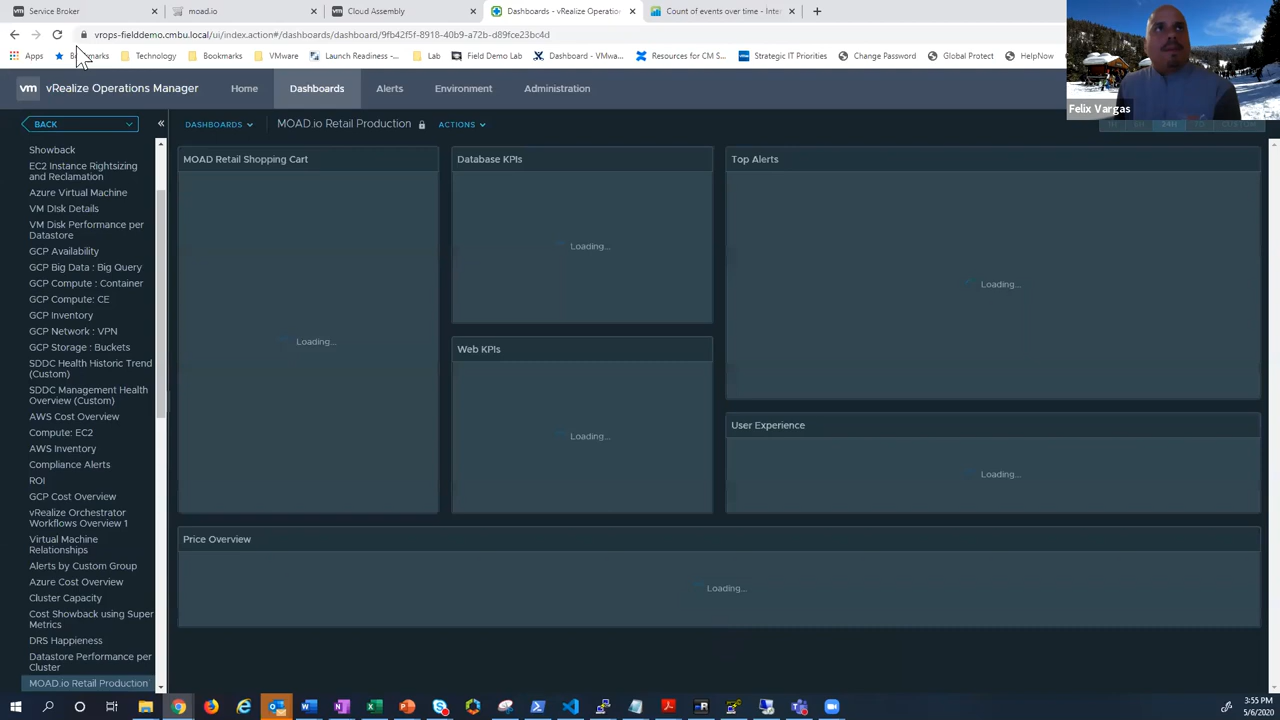 Service Broker
moad.io
Cloud Assembly
Dashboards - vRealize Operatio
Count of events over time - Inte
vrops-fielddemo.cmbu.local/ui/index.action#/dashboards/dashboard/9fb42f5f-8918-40b9-a72b-d89fce23bc4d
Apps
Bookmarks
Technology
Bookmarks
VMware
Launch Readiness –...
Lab
Field Demo Lab
Dashboard - VMwa...
Resources for CM S...
Strategic IT Priorities
Change Password
Global Protect
HelpNow
vm
vRealize Operations Manager
Home
Dashboards
Alerts
Environment
Administration
Felix Vargas
BACK
DASHBOARDS
MOAD.io Retail Production
ACTIONS
24H
CUSTOM
Showback
EC2 Instance Rightsizing
and Reclamation
Azure Virtual Machine
VM DIsk Details
VM Disk Performance per
Datastore
GCP Availability
GCP Big Data : Big Query
GCP Compute : Container
GCP Compute: CE
GCP Inventory
GCP Network : VPN
GCP Storage : Buckets
SDDC Health Historic Trend
(Custom)
SDDC Management Health
Overview (Custom)
AWS Cost Overview
Compute: EC2
AWS Inventory
Compliance Alerts
ROI
GCP Cost Overview
vRealize Orchestrator
Workflows Overview 1
Virtual Machine
Relationships
Alerts by Custom Group
Azure Cost Overview
Cluster Capacity
Cost Showback using Super
Metrics
DRS Happieness
Datastore Performance per
Cluster
MOAD.io Retail Production
MOAD Retail Shopping Cart
Loading...
Database KPIs
Loading...
Web KPIs
Loading...
Top Alerts
Loading...
User Experience
Loading...
Price Overview
Loading...
3:55 PM
5/6/2020